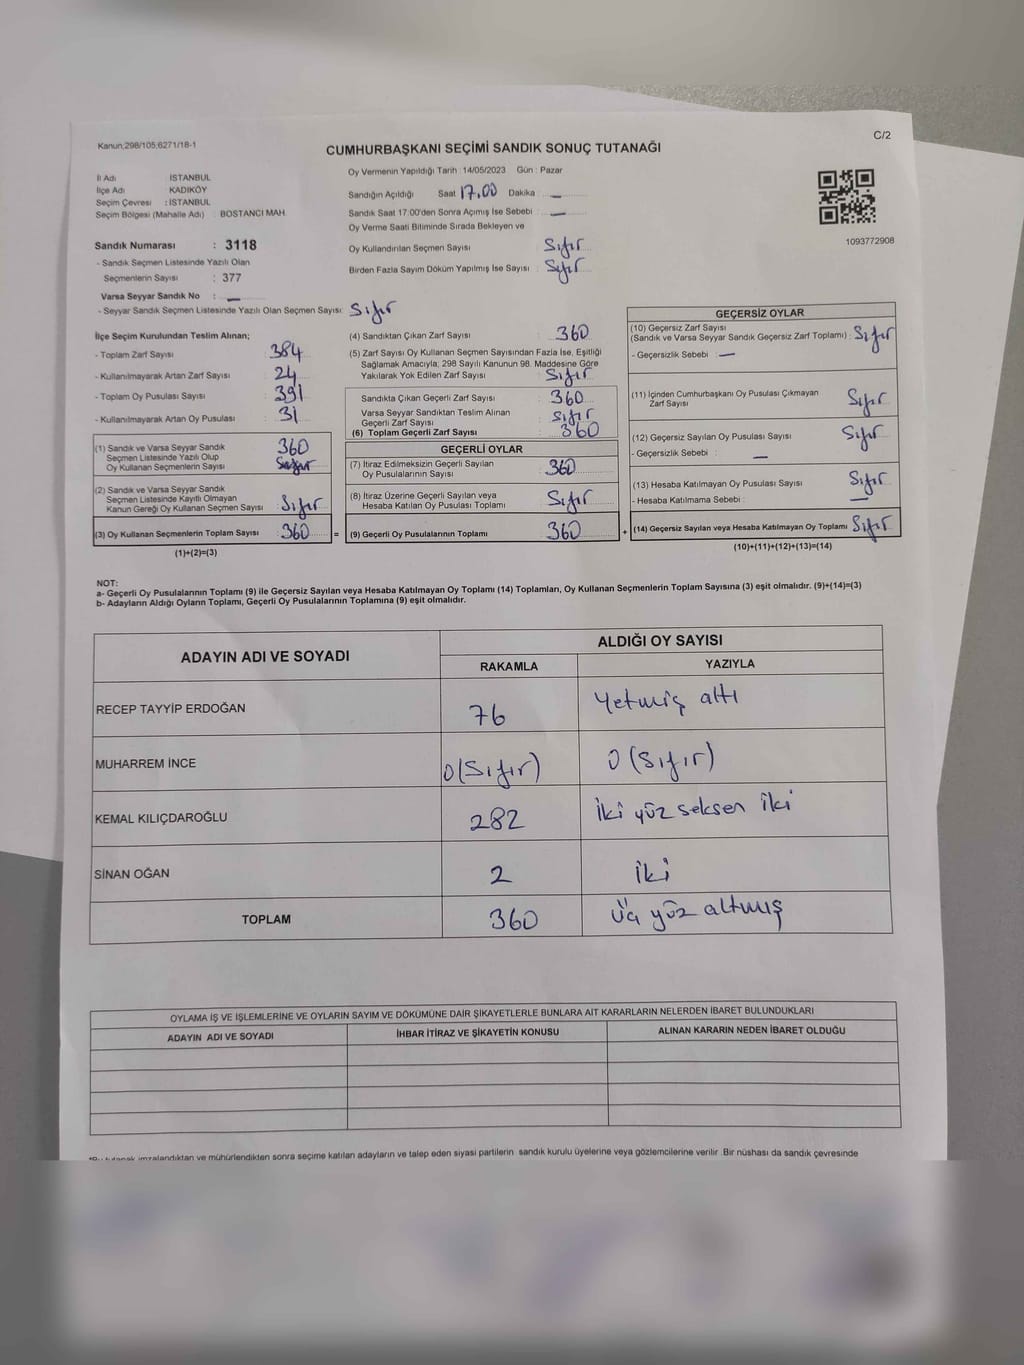 Kanun,298/105;6271/18-1
C/2
CUMHURBAŞKANI SEÇİMİ SANDIK SONUÇ TUTANAĞI
İl Adı İSTANBUL
İlçe Adı KADIKÖY
Seçim Çevresi : İSTANBUL
Seçim Bölgesi (Mahalle Adı) : BOSTANCI MAH.
Sandık Numarası : 3118
- Sandık Seçmen Listesinde Yazılı Olan
Seçmenlerin Sayısı : 377
Varsa Seyyar Sandık No : —
- Seyyar Sandık Seçmen Listesinde Yazılı Olan Seçmen Sayısı: Sıfır
Oy Vermenin Yapıldığı Tarih : 14/05/2023 Gün : Pazar
Sandığın Açıldığı Saat 17.00 Dakika : —
Sandık Saat 17.00'den Sonra Açımış İse Sebebi : —
Oy Verme Saati Bitiminde Sırada Bekleyen ve
Oy Kullandırılan Seçmen Sayısı : Sıfır
Birden Fazla Sayım Döküm Yapılmış İse Sayısı : Sıfır
1093772908
İlçe Seçim Kurulundan Teslim Alınan;
- Toplam Zarf Sayısı : 384
- Kullanılmayarak Artan Zarf Sayısı : 24
- Toplam Oy Pusulası Sayısı : 391
- Kullanılmayarak Artan Oy Pusulası : 31
(1) Sandık ve Varsa Seyyar Sandık
Seçmen Listesinde Yazılı Olup
Oy Kullanan Seçmenlerin Sayısı : 360
(2) Sandık ve Varsa Seyyar Sandık
Seçmen Listesinde Kayıtlı Olmayan
Kanun Gereği Oy Kullanan Seçmen Sayısı : Sıfır
(3) Oy Kullanan Seçmenlerin Toplam Sayısı : 360 =
(1)+(2)=(3)
(4) Sandıktan Çıkan Zarf Sayısı : 360
(5) Zarf Sayısı Oy Kullanan Seçmen Sayısından Fazla İse, Eşitliği
Sağlamak Amacıyla, 298 Sayılı Kanunun 98. Maddesine Göre
Yakılarak Yok Edilen Zarf Sayısı : Sıfır
Sandıkta Çıkan Geçerli Zarf Sayısı : 360
Varsa Seyyar Sandıktan Teslim Alınan
Geçerli Zarf Sayısı : Sıfır
(6) Toplam Geçerli Zarf Sayısı : 360
GEÇERLİ OYLAR
(7) İtiraz Edilmeksizin Geçerli Sayılan
Oy Pusulalarının Sayısı : 360
(8) İtiraz Üzerine Geçerli Sayılan veya
Hesaba Katılan Oy Pusulaları Toplamı : Sıfır
(9) Geçerli Oy Pusulalarının Toplamı : 360 +
GEÇERSİZ OYLAR
(10) Geçersiz Zarf Sayısı
(Sandık ve Varsa Seyyar Sandık Geçersiz Zarf Toplamı) : Sıfır
- Geçersizlik Sebebi : —
(11) İçinden Cumhurbaşkanı Oy Pusulası Çıkmayan
Zarf Sayısı : Sıfır
(12) Geçersiz Sayılan Oy Pusulası Sayısı : Sıfır
- Geçersizlik Sebebi : —
(13) Hesaba Katılmayan Oy Pusulası Sayısı : Sıfır
- Hesaba Katılmama Sebebi : —
(14) Geçersiz Sayılan veya Hesaba Katılmayan Oy Toplamı : Sıfır
(10)+(11)+(12)+(13)=(14)
NOT:
a- Geçerli Oy Pusulalarının Toplamı (9) ile Geçersiz Sayılan veya Hesaba Katılmayan Oy Toplamı (14) Toplamları, Oy Kullanan Seçmenlerin Toplam Sayısına (3) eşit olmalıdır. (9)+(14)=(3)
b- Adayların Aldığı Oyların Toplamı, Geçerli Oy Pusulalarının Toplamına (9) eşit olmalıdır.
ADAYIN ADI VE SOYADI
ALDIĞI OY SAYISI
RAKAMLA YAZIYLA
RECEP TAYYİP ERDOĞAN 76 Yetmiş altı
MUHARREM İNCE 0(Sıfır) 0 (Sıfır)
KEMAL KILIÇDAROĞLU 282 İki yüz seksen iki
SİNAN OĞAN 2 iki
TOPLAM 360 üç yüz altmış
OYLAMA İŞ VE İŞLEMLERİNE VE OYLARIN SAYIM VE DÖKÜMÜNE DAİR ŞİKAYETLERLE BUNLARA AİT KARARLARIN NELERDEN İBARET BULUNDUKLARI
ADAYIN ADI VE SOYADI İHBAR İTİRAZ VE ŞİKAYETİN KONUSU ALINAN KARARIN NEDEN İBARET OLDUĞU
*Bu tutanak imzalandıktan ve mühürlendikten sonra seçime katılan adayların ve talep eden siyasi partilerin sandık kurulu üyelerine veya gözlemcilerine verilir. Bir nüshası da sandık çevresinde